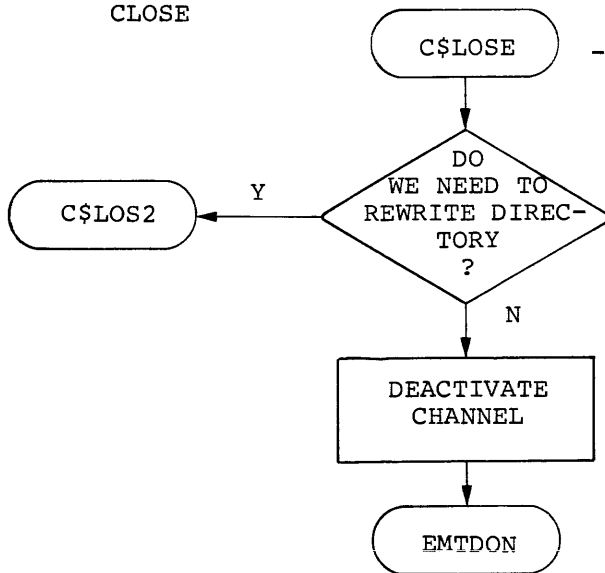 CLOSE
C$LOSE
DO
WE NEED TO
REWRITE DIREC-
TORY
?
Y
C$LOS2
N
DEACTIVATE
CHANNEL
EMTDON